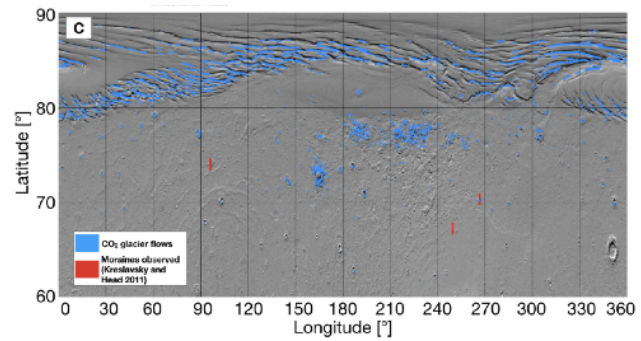 C
90
80
70
60
Latitude [°]
CO₂ glacier flows
Moraines observed
(Kreslavsky and
Head 2011)
0 30 60 90 120 150 180 210 240 270 300 330 360
Longitude [°]